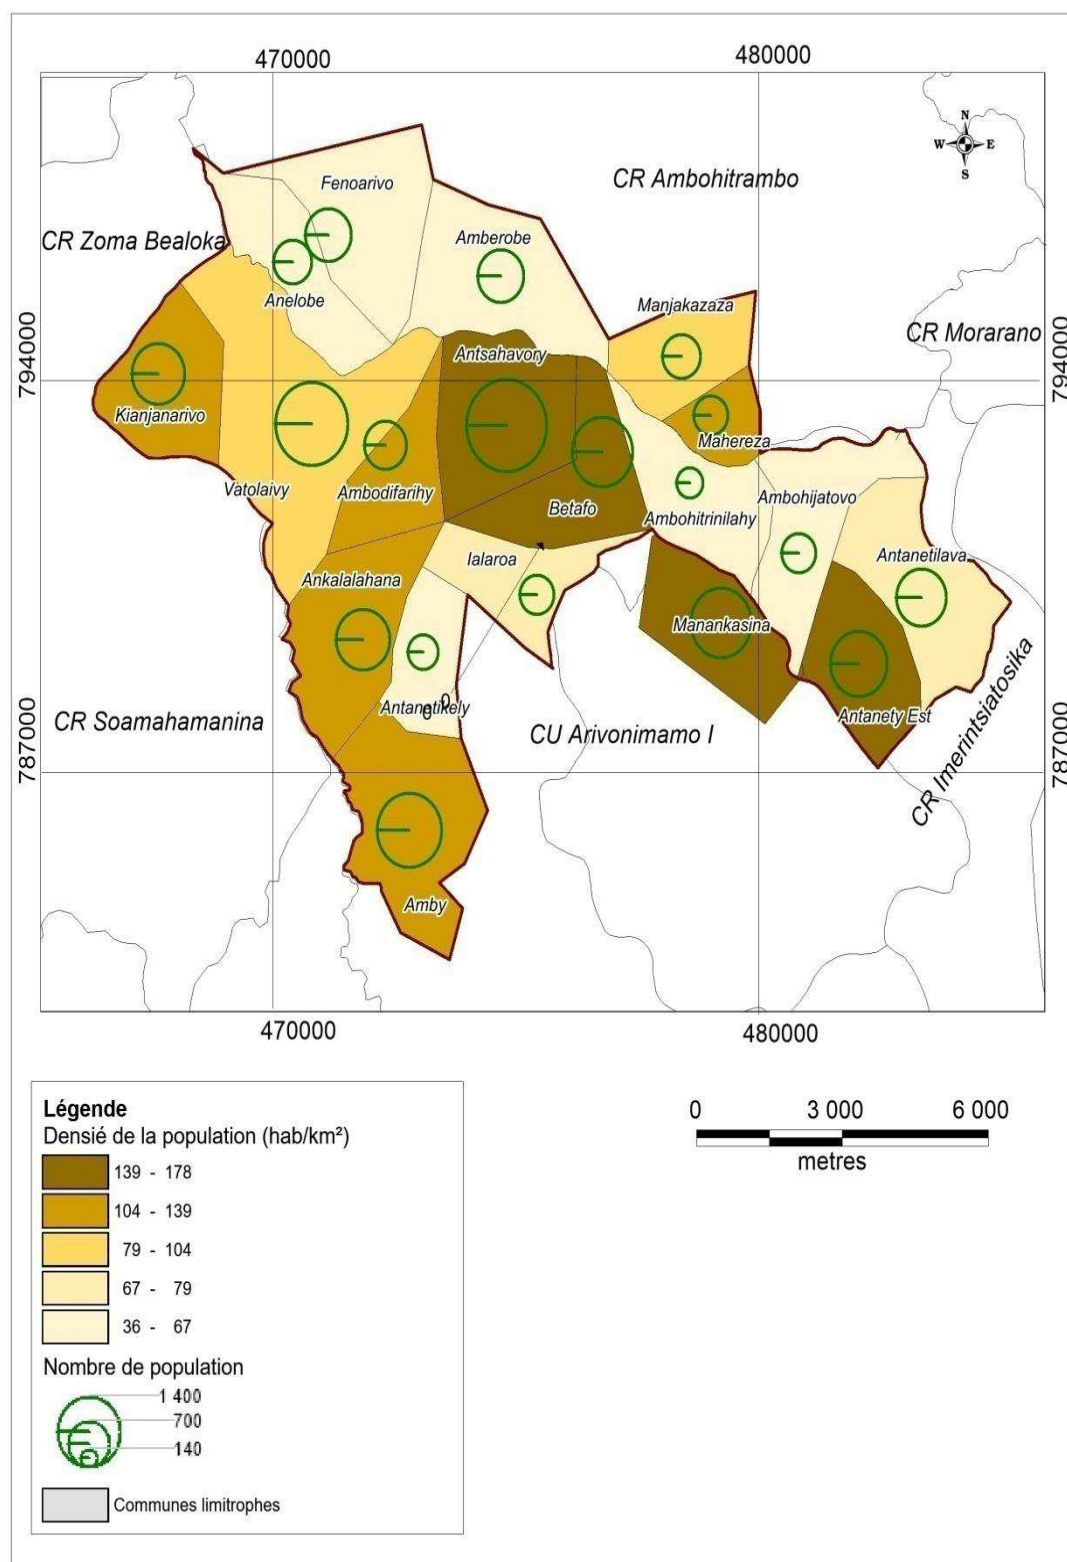 470000
480000
N
W E
S
Fenoarivo
CR Ambohitrambo
CR Zoma Bealoka
Amberobe
Anelobe
Manjakazaza
CR Morarano
794000
794000
Antsahavory
Kianjanarivo
Mahereza
Vatolaivy
Ambodifarihy
Betafo
Ambohitrinilahy
Ambohijatovo
Ialaroa
Antanetilava
Ankalalahana
Manankasina
Antanetikely
0
0
Antanety Est
CR Soamahamanina
CU Arivonimamo I
CR Imerintsiatosika
787000
787000
Amby
470000
480000
Légende
Densié de la population (hab/km²)
139 - 178
104 - 139
79 - 104
67 - 79
36 - 67
Nombre de population
1 400
700
140
Communes limitrophes
0 3 000 6 000
metres